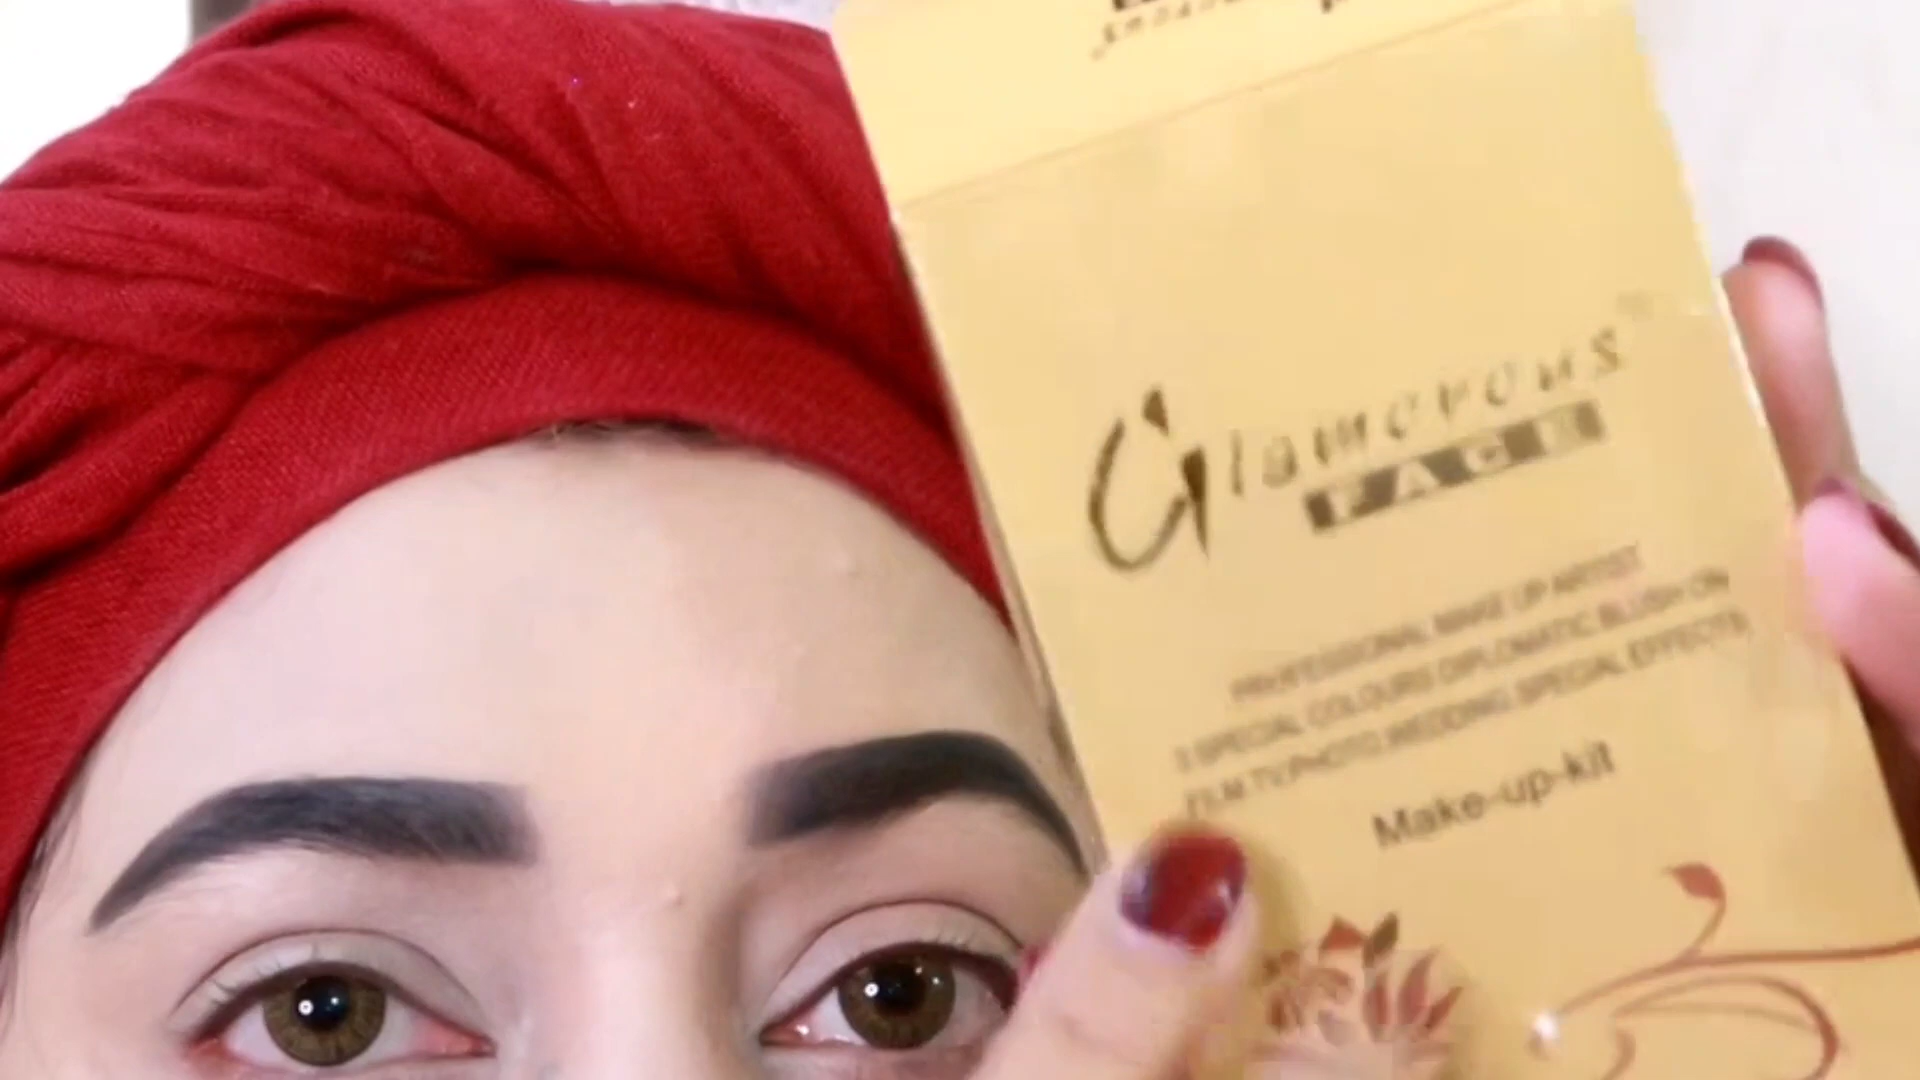 Glamorous
FACE
PROFESSIONAL MAKE UP ARTIST
3 SPECIAL COLOURS DIPLOMATIC BLUSH ON
FILM TV.PHOTO WEDDING SPECIAL EFFECTS
Make-up-kit